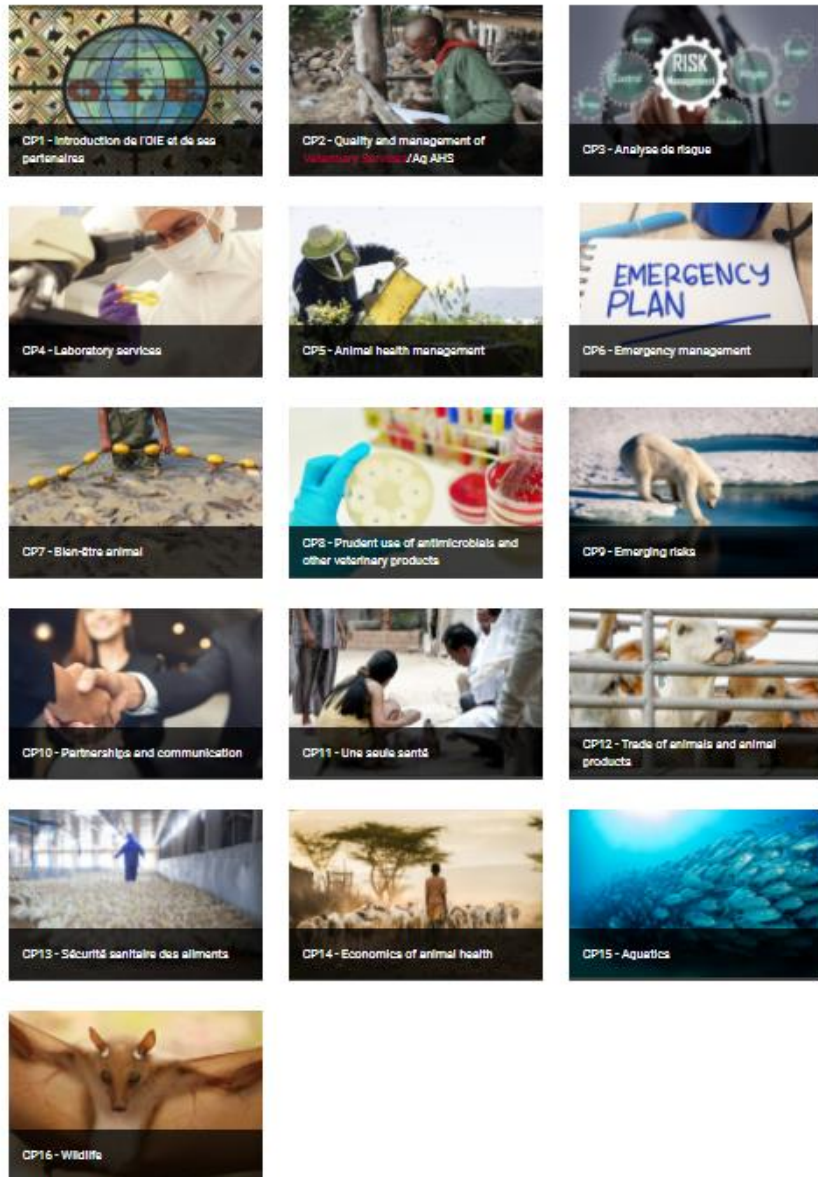 OIE
CP1 - Introduction de l'OIE et de ses
partenaires
CP2 - Quality and management of
Veterinary Services/Aq AHS
RISK
Management
Control
CP3 - Analyse de risque
CP4 - Laboratory services
CP5 - Animal health management
EMERGENCY
PLAN
CP6 - Emergency management
CP7 - Bien-être animal
CP8 - Prudent use of antimicrobials and
other veterinary products
CP9 - Emerging risks
CP10 - Partnerships and communication
CP11 - Une seule santé
CP12 - Trade of animals and animal
products
CP13 - Sécurité sanitaire des aliments
CP14 - Economics of animal health
CP15 - Aquatics
CP16 - Wildlife